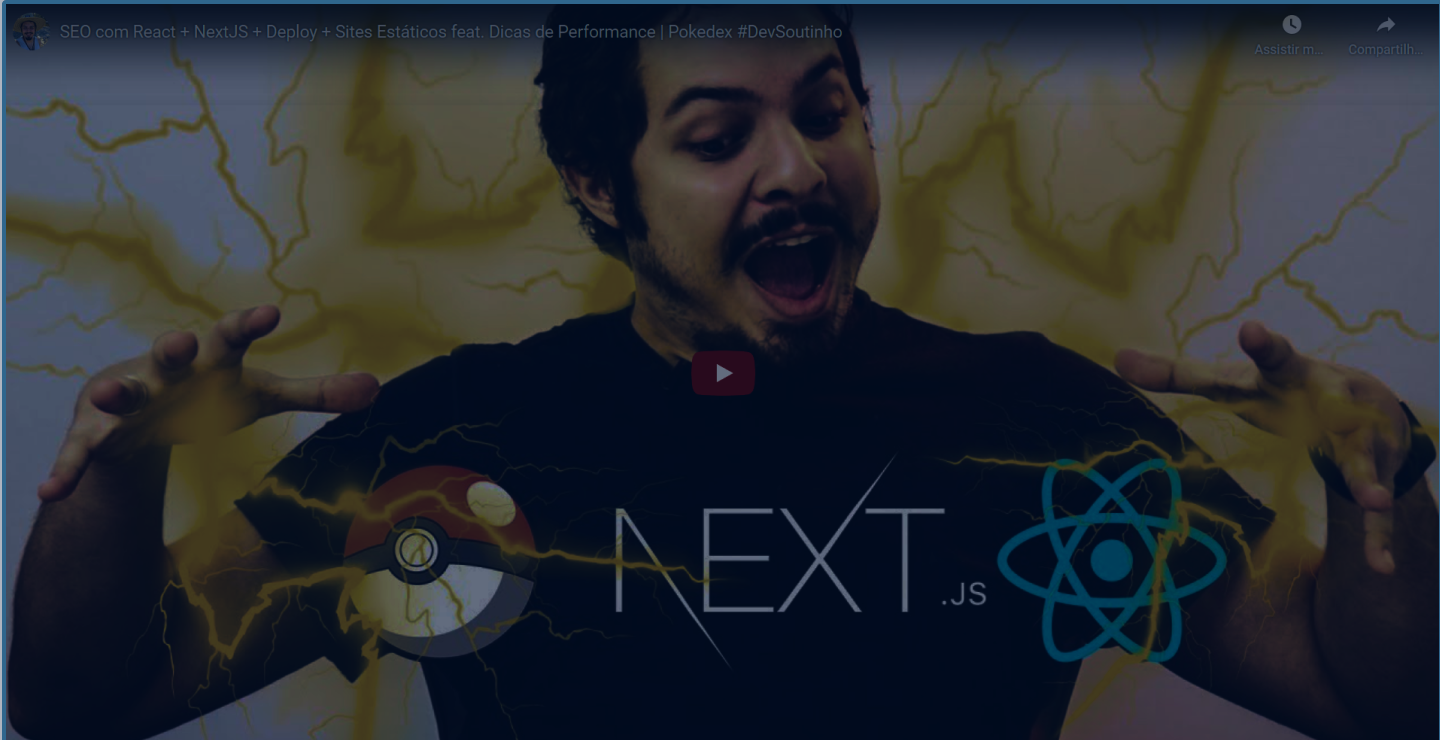 SEO com React + NextJS + Deploy + Sites Estáticos feat. Dicas de Performance | Pokedex #DevSoutinho
Assistir m...
Compartilh...
NEXT
.JS